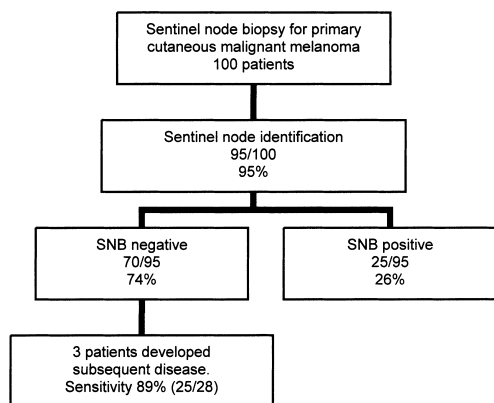 Sentinel node biopsy for primary
cutaneous malignant melanoma
100 patients
Sentinel node identification
95/100
95%
SNB negative
70/95
74%
SNB positive
25/95
26%
3 patients developed
subsequent disease.
Sensitivity 89% (25/28)